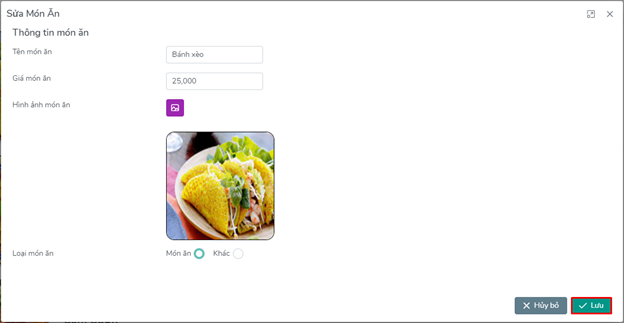 Sửa Món Ăn
Thông tin món ăn
Tên món ăn
Bánh xèo
Giá món ăn
25,000
Hình ảnh món ăn
Loại món ăn
Món ăn Khác
Hủy bỏ Lưu